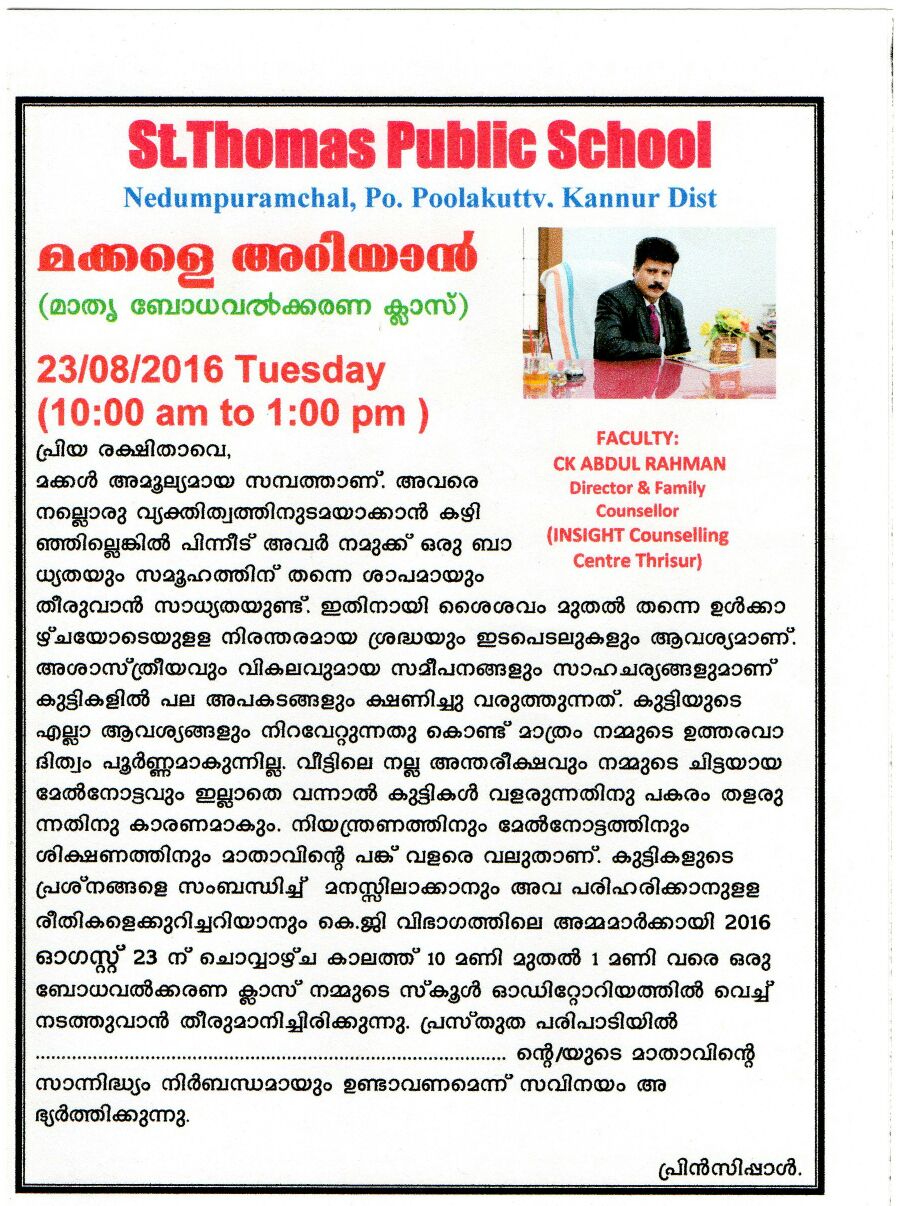 St.Thomas Public School
Nedumpuramchal, Po. Poolakutty. Kannur Dist
മക്കളെ അറിയാൻ
(മാതൃ ബോധവൽക്കരണ ക്ലാസ്)
23/08/2016 Tuesday
(10:00 am to 1:00 pm )
FACULTY:
CK ABDUL RAHMAN
Director & Family
Counsellor
(INSIGHT Counselling
Centre Thrisur)
പ്രിയ രക്ഷിതാവെ,
മക്കൾ അമൂല്യമായ സമ്പത്താണ്. അവരെ
നല്ലൊരു വ്യക്തിത്വത്തിനുടമയാക്കാൻ കഴി
ഞ്ഞില്ലെങ്കിൽ പിന്നീട് അവർ നമുക്ക് ഒരു ബാ
ധ്യതയും സമൂഹത്തിന് തന്നെ ശാപമായും
തീരുവാൻ സാധ്യതയുണ്ട്. ഇതിനായി ശൈശവം മുതൽ തന്നെ ഉൾക്കാ
ഴ്ചയോടെയുളള നിരന്തരമായ ശ്രദ്ധയും ഇടപെടലുകളും ആവശ്യമാണ്.
അശാസ്ത്രീയവും വികലവുമായ സമീപനങ്ങളും സാഹചര്യങ്ങളുമാണ്
കുട്ടികളിൽ പല അപകടങ്ങളും ക്ഷണിച്ചു വരുത്തുന്നത്. കുട്ടിയുടെ
എല്ലാ ആവശ്യങ്ങളും നിറവേറ്റുന്നതു കൊണ്ട് മാത്രം നമ്മുടെ ഉത്തരവാ
ദിത്വം പൂർണ്ണമാകുന്നില്ല. വീട്ടിലെ നല്ല അന്തരീക്ഷവും നമ്മുടെ ചിട്ടയായ
മേൽനോട്ടവും ഇല്ലാതെ വന്നാൽ കുട്ടികൾ വളരുന്നതിനു പകരം തളരു
ന്നതിനു കാരണമാകും. നിയന്ത്രണത്തിനും മേൽനോട്ടത്തിനും
ശിക്ഷണത്തിനും മാതാവിന്റെ പങ്ക് വളരെ വലുതാണ്. കുട്ടികളുടെ
പ്രശ്നങ്ങളെ സംബന്ധിച്ച് മനസ്സിലാക്കാനും അവ പരിഹരിക്കാനുളള
രീതികളെക്കുറിച്ചറിയാനും കെ.ജി വിഭാഗത്തിലെ അമ്മമാർക്കായി 2016
ഓഗസ്റ്റ് 23 ന് ചൊവ്വാഴ്ച കാലത്ത് 10 മണി മുതൽ 1 മണി വരെ ഒരു
ബോധവൽക്കരണ ക്ലാസ് നമ്മുടെ സ്കൂൾ ഓഡിറ്റോറിയത്തിൽ വെച്ച്
നടത്തുവാൻ തീരുമാനിച്ചിരിക്കുന്നു. പ്രസ്തുത പരിപാടിയിൽ
.......................................................................................... ന്റെ/യുടെ മാതാവിന്റെ
സാന്നിദ്ധ്യം നിർബന്ധമായും ഉണ്ടാവണമെന്ന് സവിനയം അ
ഭ്യർത്തിക്കുന്നു.
പ്രിൻസിപ്പാൾ.